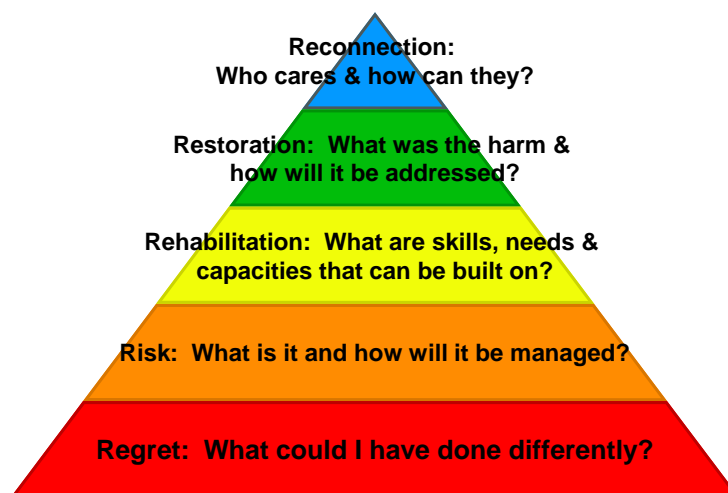 Reconnection:
Who cares & how can they?
Restoration:  What was the harm &
how will it be addressed?
Rehabilitation:  What are skills, needs &
capacities that can be built on?
Risk:  What is it and how will it be managed?
Regret:  What could I have done differently?